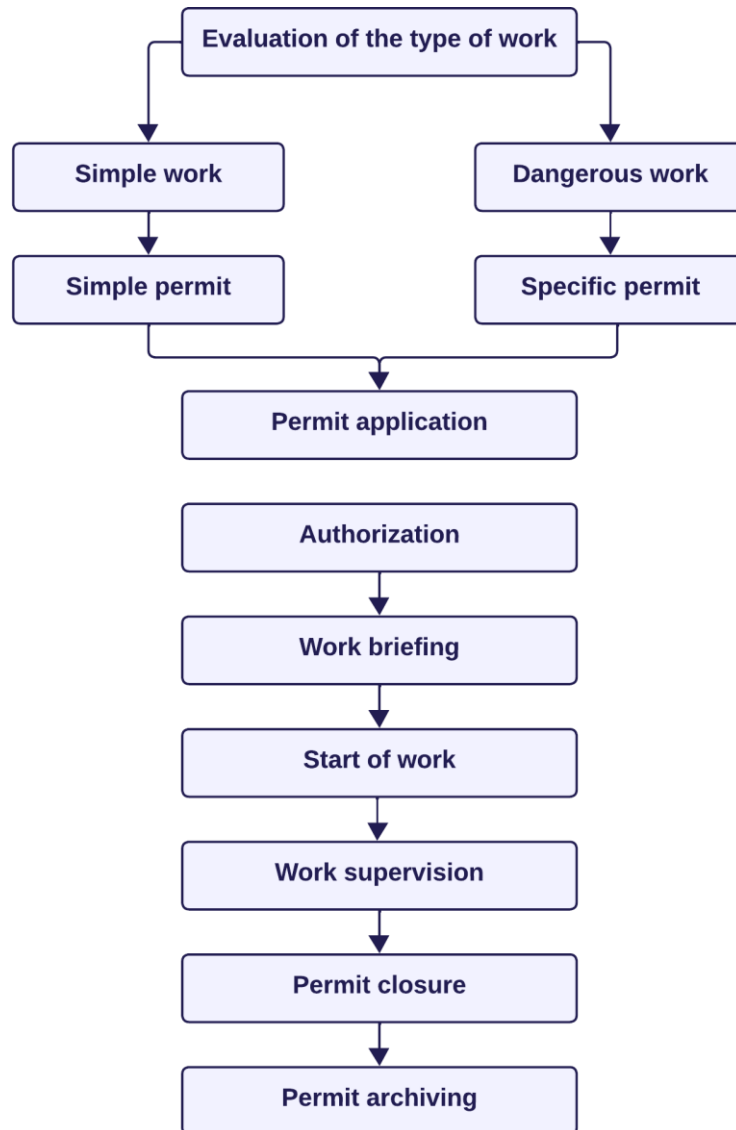 Evaluation of the type of work
Simple work
Dangerous work
Simple permit
Specific permit
Permit application
Authorization
Work briefing
Start of work
Work supervision
Permit closure
Permit archiving